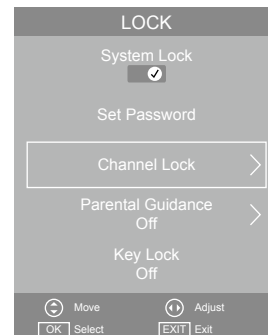 LOCK
System Lock
Set Password
Channel Lock
Parental Guidance
Off
Key Lock
Off
Move Adjust
OK Select EXIT Exit